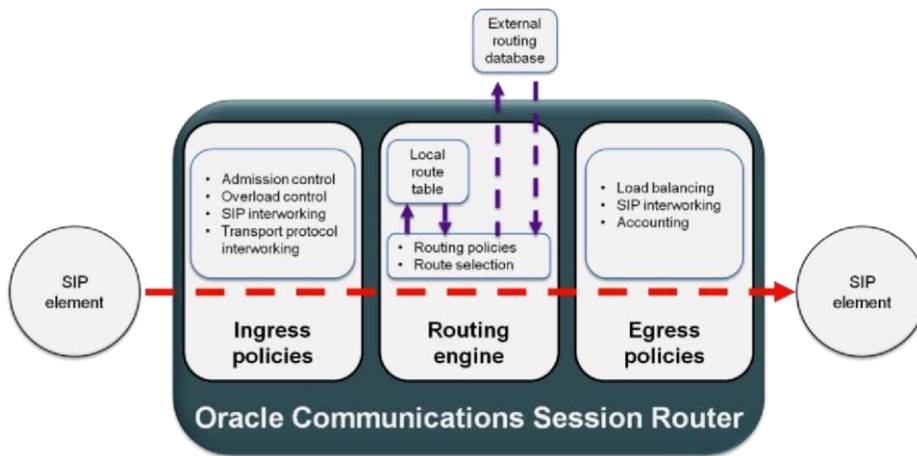 External
routing
database
Local
route
table
• Admission control
• Overload control
• SIP interworking
• Transport protocol
interworking
• Routing policies
• Route selection
• Load balancing
• SIP interworking
• Accounting
SIP
element
SIP
element
Ingress
policies
Routing
engine
Egress
policies
Oracle Communications Session Router